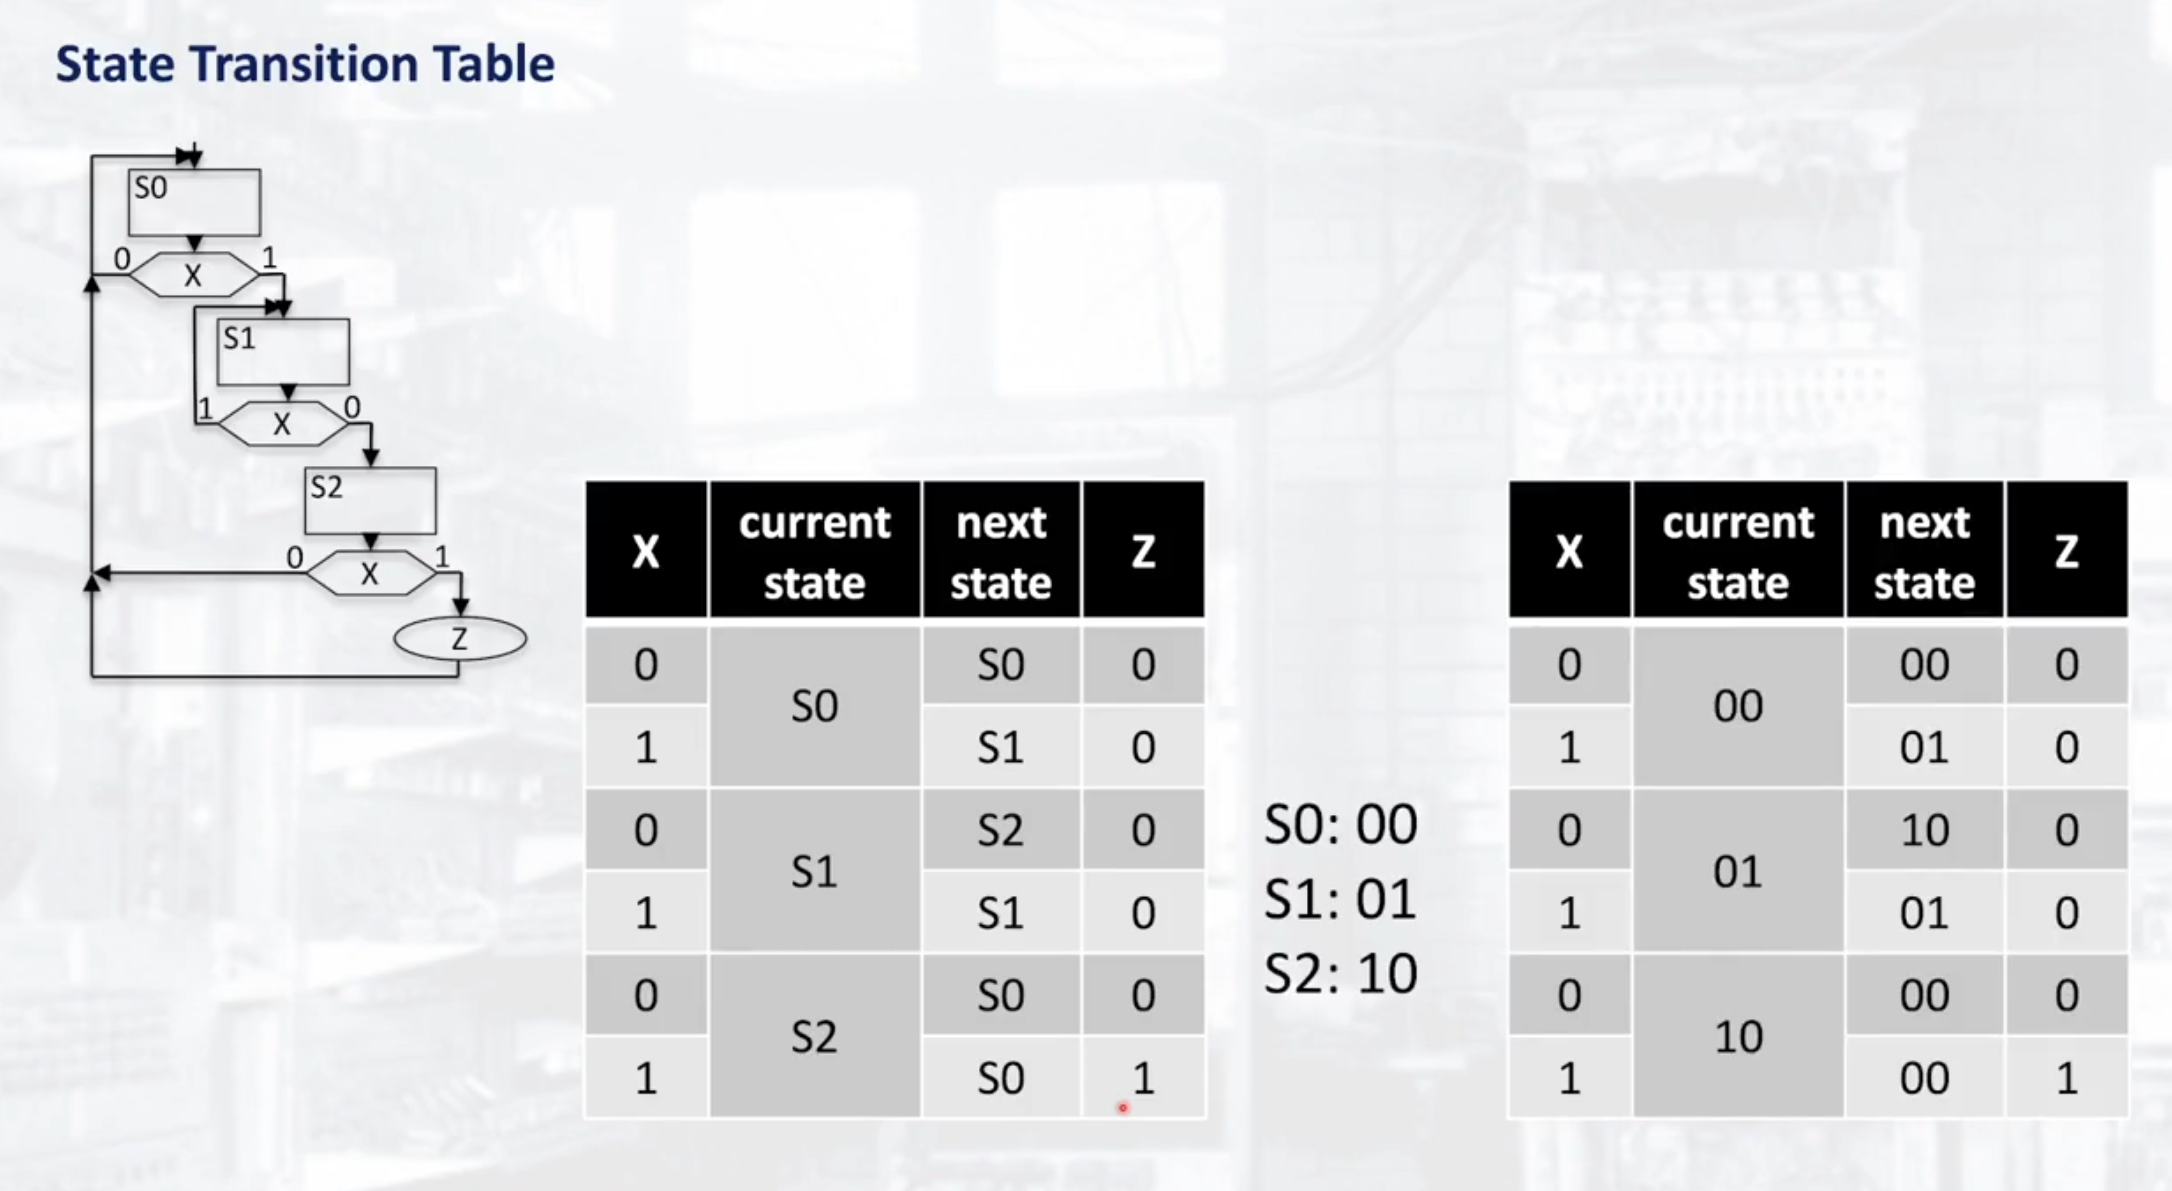 State Transition Table
S0
0 X 1
S1
1 X 0
S2
0 X 1
Z
X current state next state Z
0 S0 S0 0
1 S1 0
0 S1 S2 0
1 S1 0
0 S2 S0 0
1 S0 1
S0: 00
S1: 01
S2: 10
X current state next state Z
0 00 00 0
1 01 0
0 01 10 0
1 01 0
0 10 00 0
1 00 1